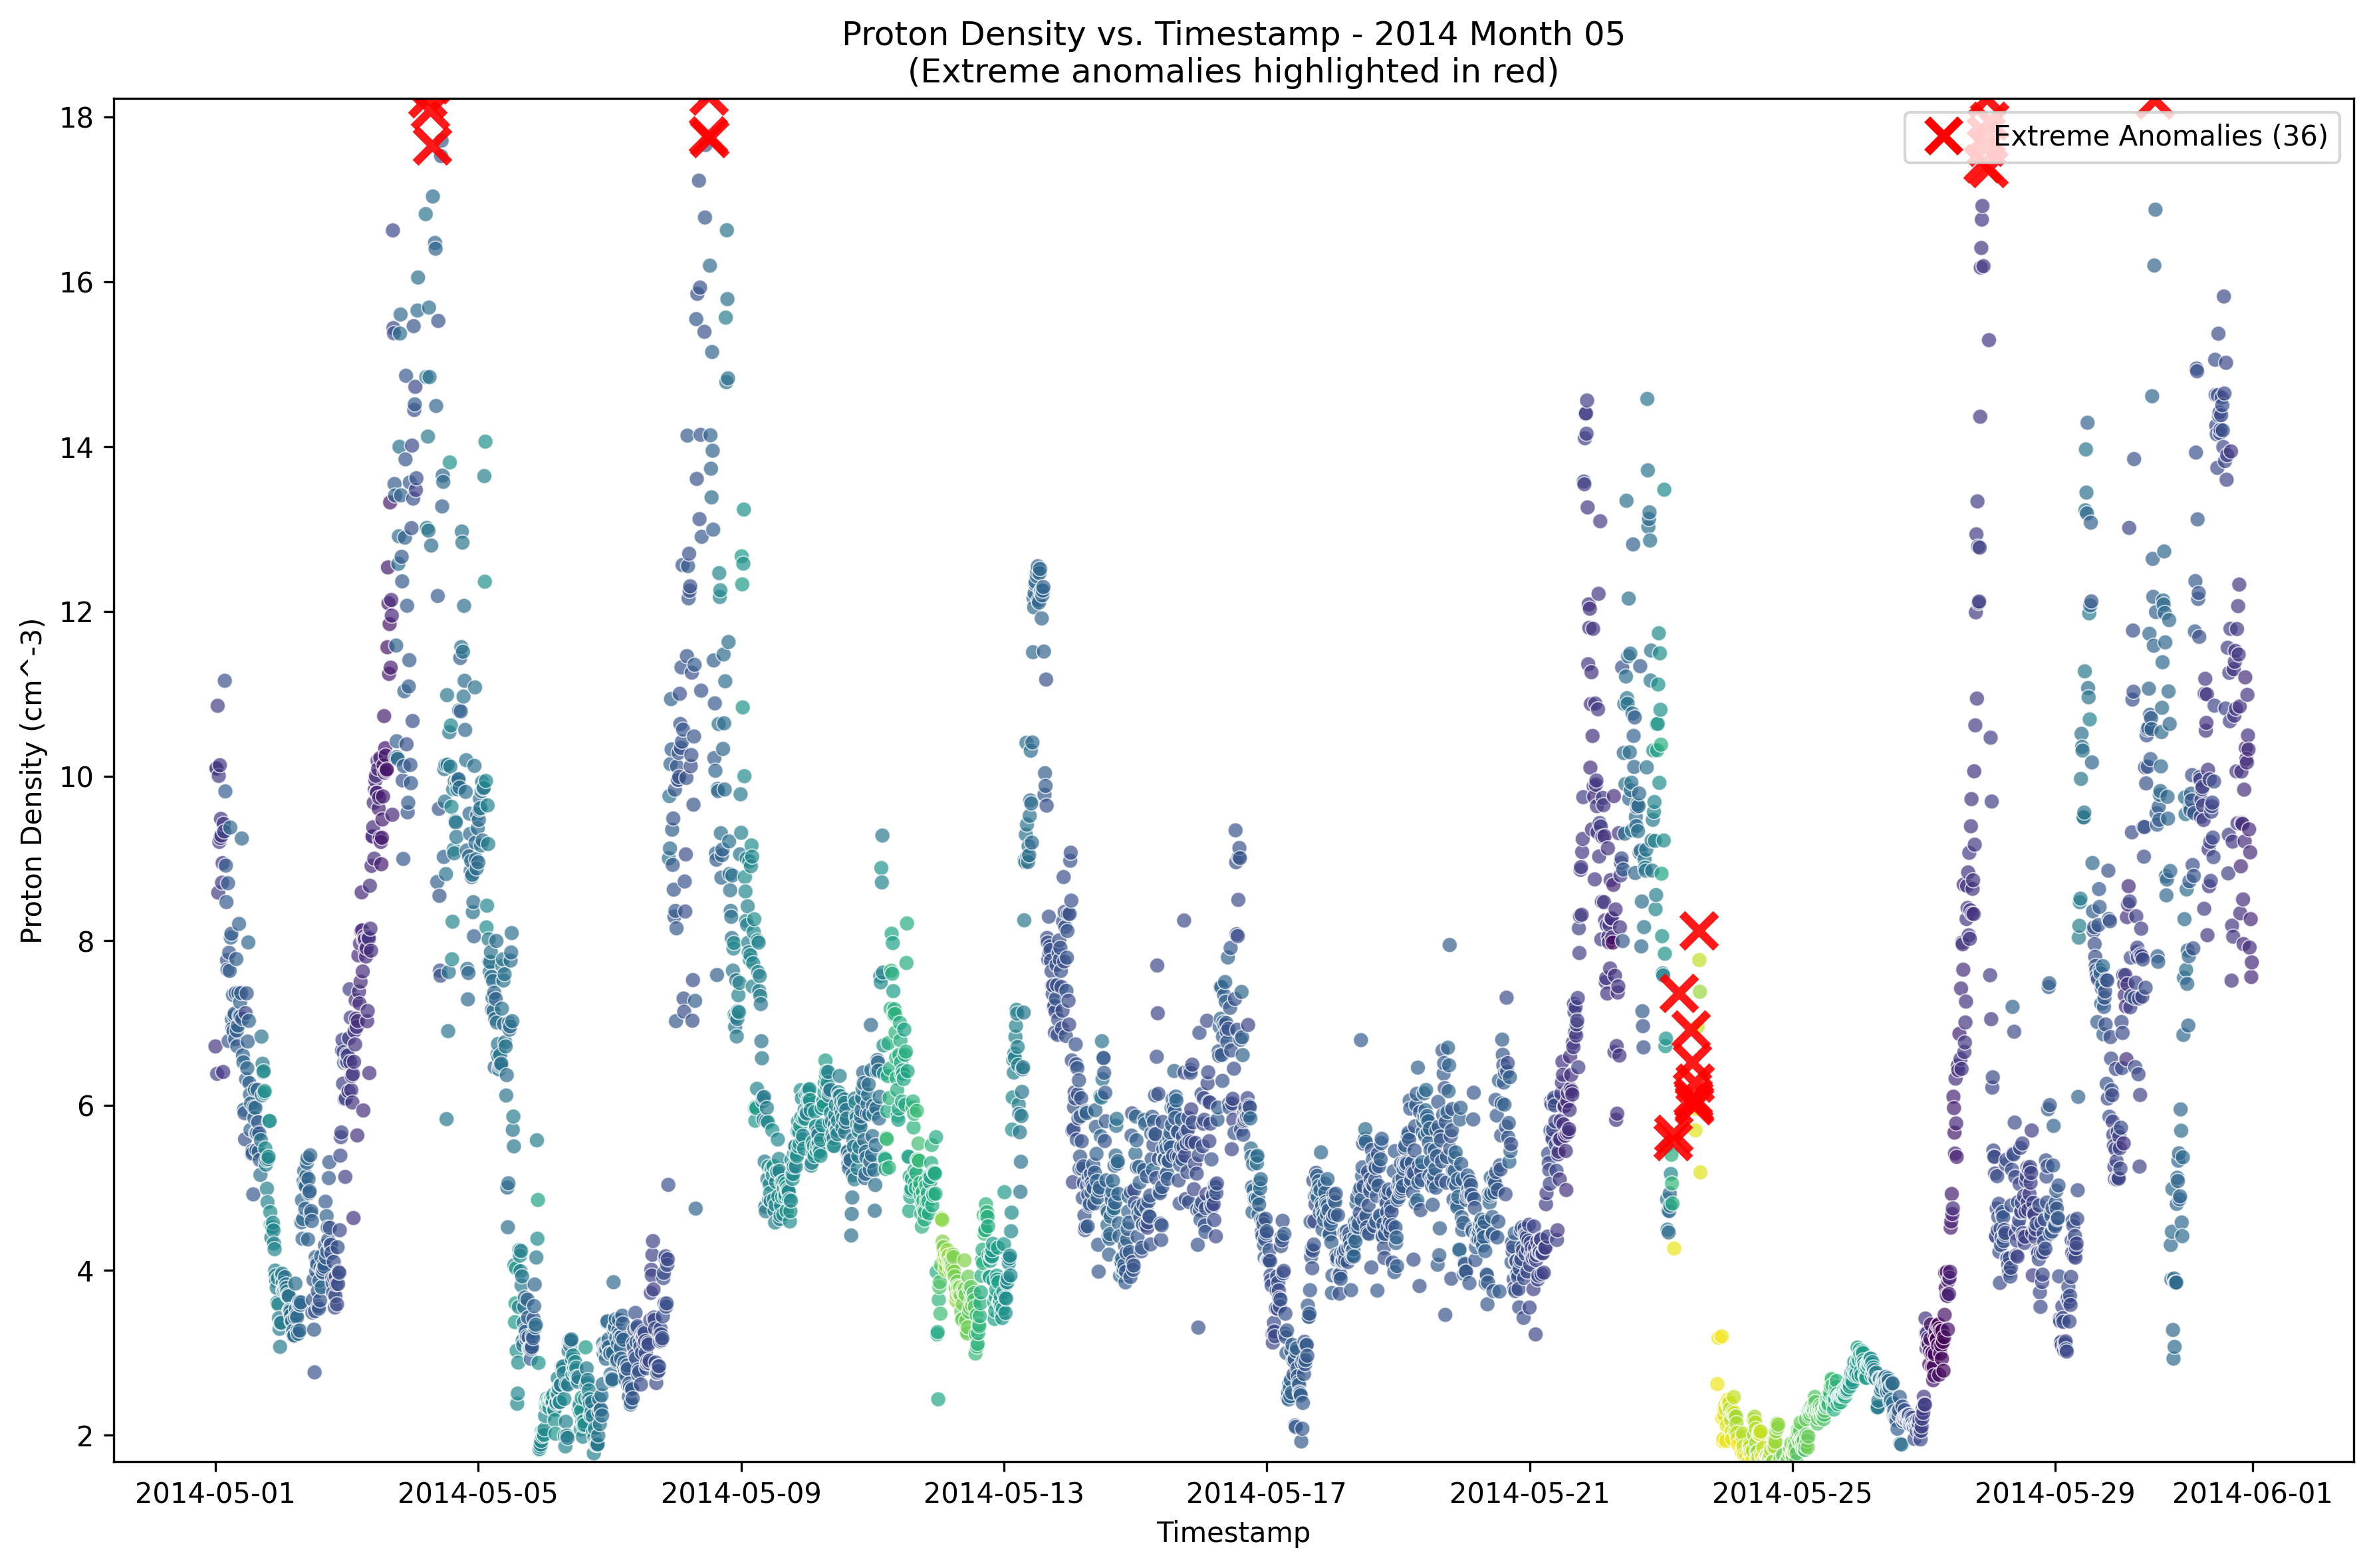 Proton Density vs. Timestamp - 2014 Month 05
(Extreme anomalies highlighted in red)
Extreme Anomalies (36)
Proton Density (cm^-3)
18
16
14
12
10
8
6
4
2
2014-05-01 2014-05-05 2014-05-09 2014-05-13 2014-05-17 2014-05-21 2014-05-25 2014-05-29 2014-06-01
Timestamp